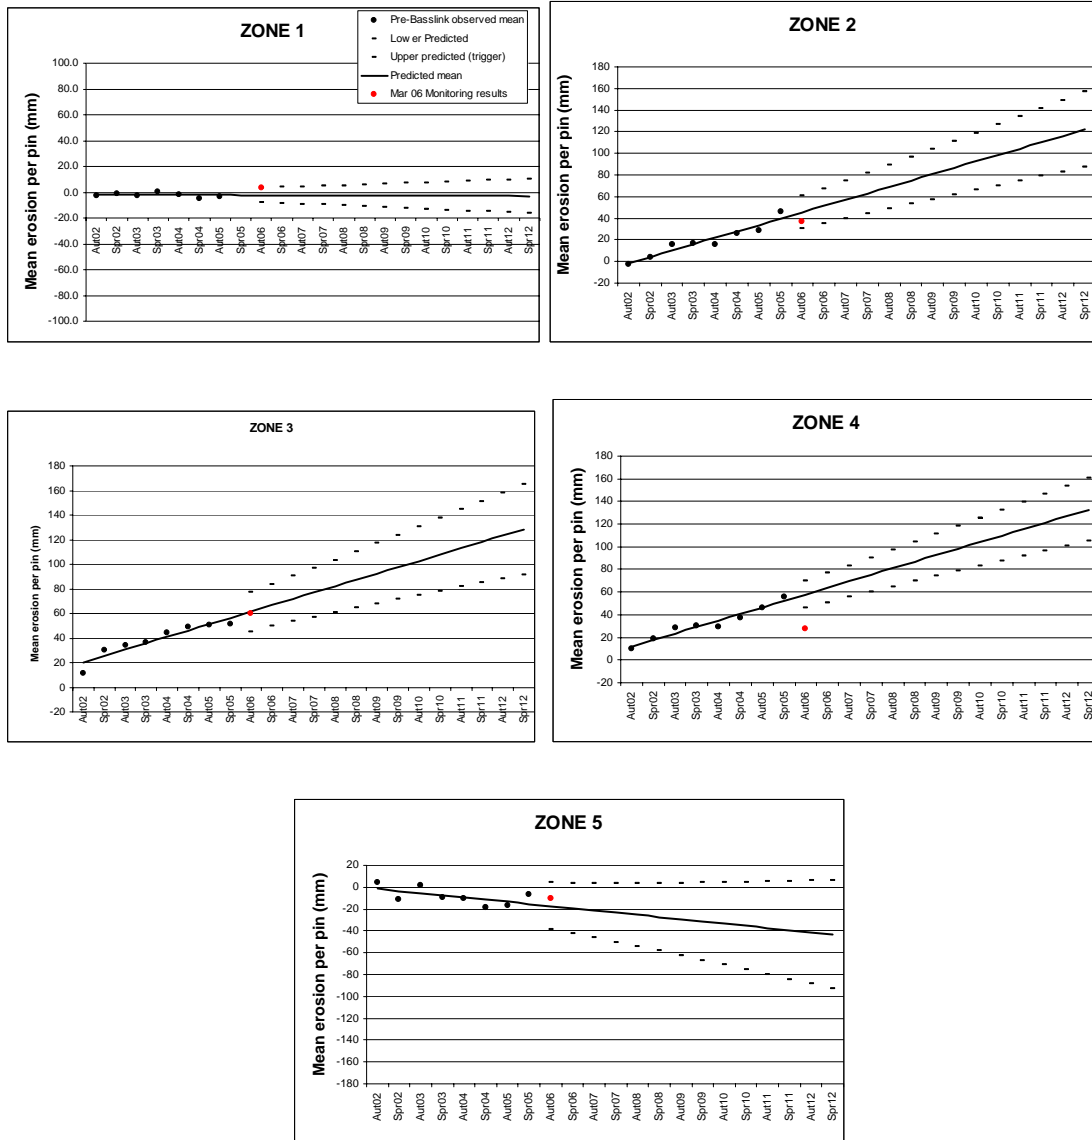 ZONE 1
Pre-Basslink observed mean
Low er Predicted
Upper predicted (trigger)
Predicted mean
Mar 06 Monitoring results
Mean erosion per pin (mm)
100.0
80.0
60.0
40.0
20.0
0.0
-20.0
-40.0
-60.0
-80.0
-100.0
Aut02
Spr02
Aut03
Spr03
Aut04
Spr04
Aut05
Spr05
Aut06
Spr06
Aut07
Spr07
Aut08
Spr08
Aut09
Spr09
Aut10
Spr10
Aut11
Spr11
Aut12
Spr12
ZONE 2
Mean erosion per pin (mm)
180
160
140
120
100
80
60
40
20
0
-20
Aut02
Spr02
Aut03
Spr03
Aut04
Spr04
Aut05
Spr05
Aut06
Spr06
Aut07
Spr07
Aut08
Spr08
Aut09
Spr09
Aut10
Spr10
Aut11
Spr11
Aut12
Spr12
ZONE 3
Mean erosion per pin (mm)
180
160
140
120
100
80
60
40
20
0
-20
Aut02
Spr02
Aut03
Spr03
Aut04
Spr04
Aut05
Spr05
Aut06
Spr06
Aut07
Spr07
Aut08
Spr08
Aut09
Spr09
Aut10
Spr10
Aut11
Spr11
Aut12
Spr12
ZONE 4
Mean erosion per pin (mm)
180
160
140
120
100
80
60
40
20
0
-20
Aut02
Spr02
Aut03
Spr03
Aut04
Spr04
Aut05
Spr05
Aut06
Spr06
Aut07
Spr07
Aut08
Spr08
Aut09
Spr09
Aut10
Spr10
Aut11
Spr11
Aut12
Spr12
ZONE 5
Mean erosion per pin (mm)
20
0
-20
-40
-60
-80
-100
-120
-140
-160
-180
Aut02
Spr02
Aut03
Spr03
Aut04
Spr04
Aut05
Spr05
Aut06
Spr06
Aut07
Spr07
Aut08
Spr08
Aut09
Spr09
Aut10
Spr10
Aut11
Spr11
Aut12
Spr12